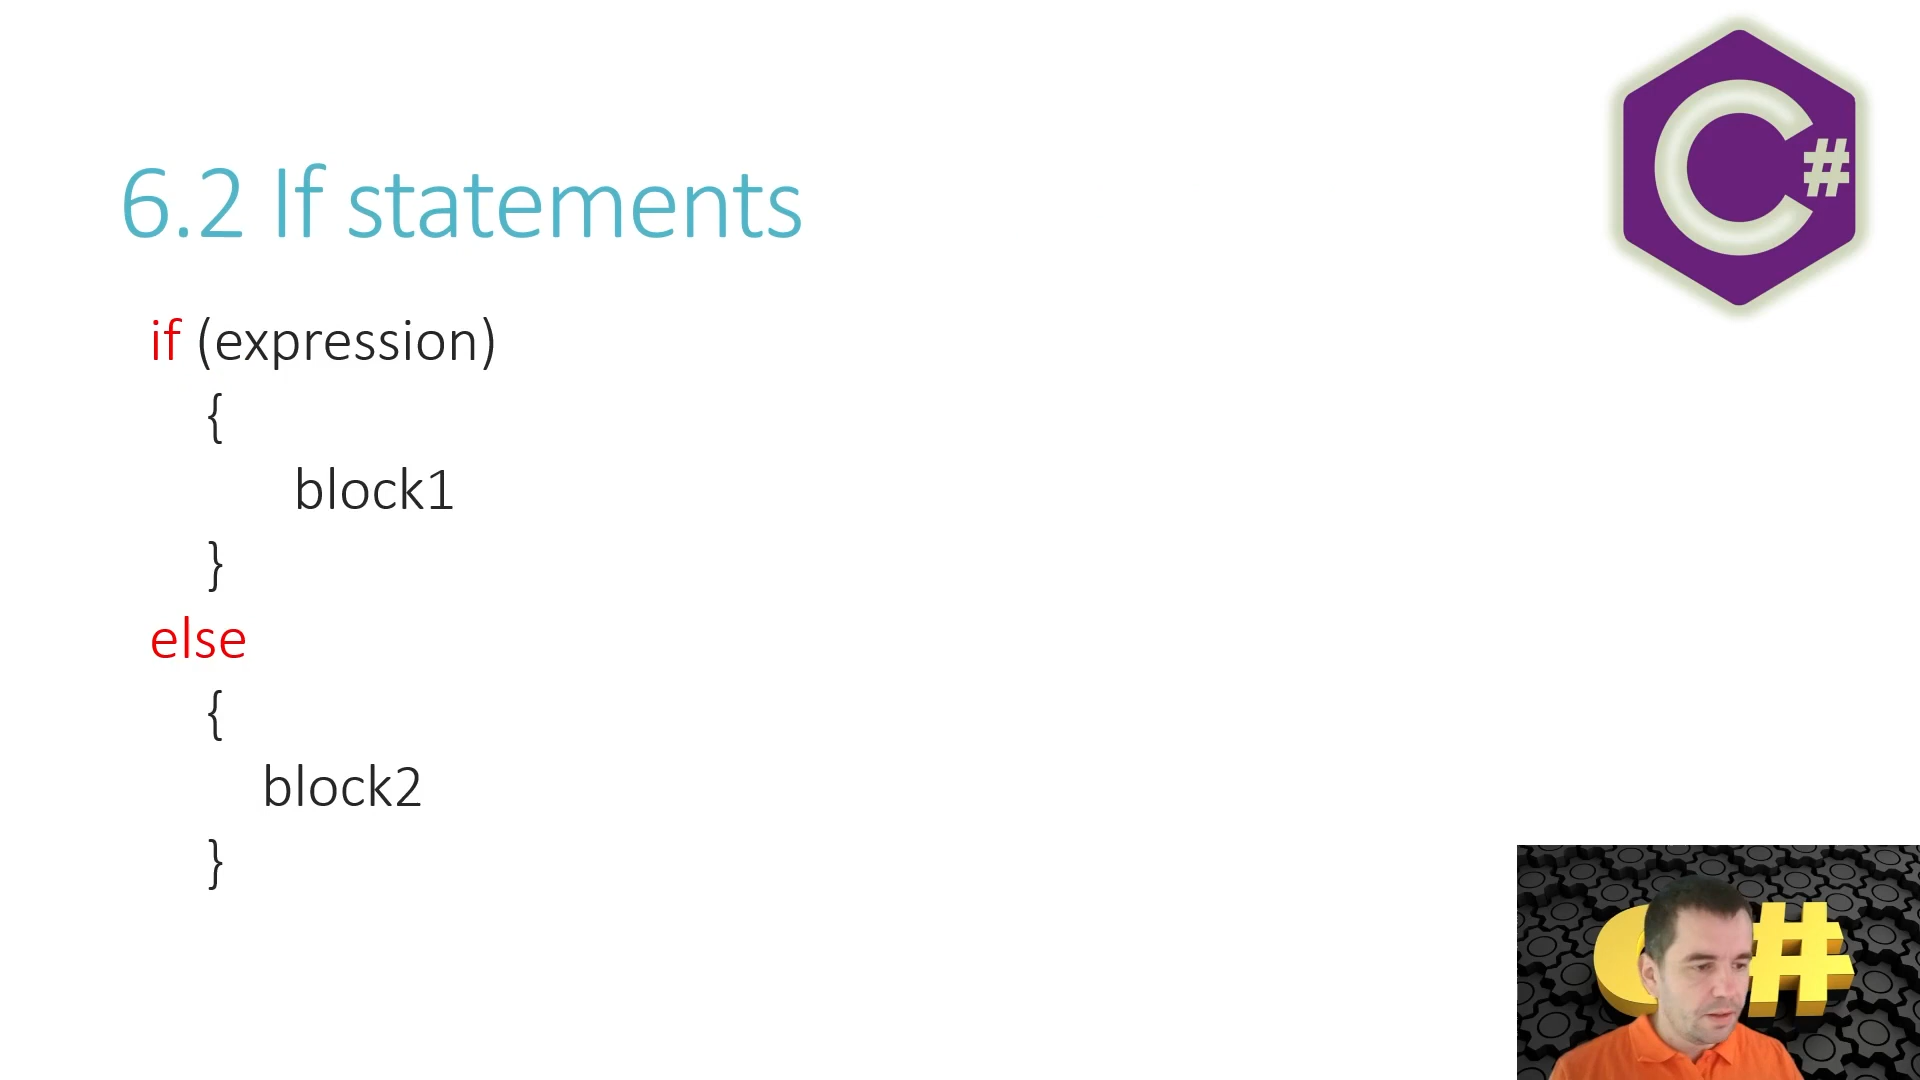 C#
6.2 If statements
if (expression)
{
block1
}
else
{
block2
}
C#